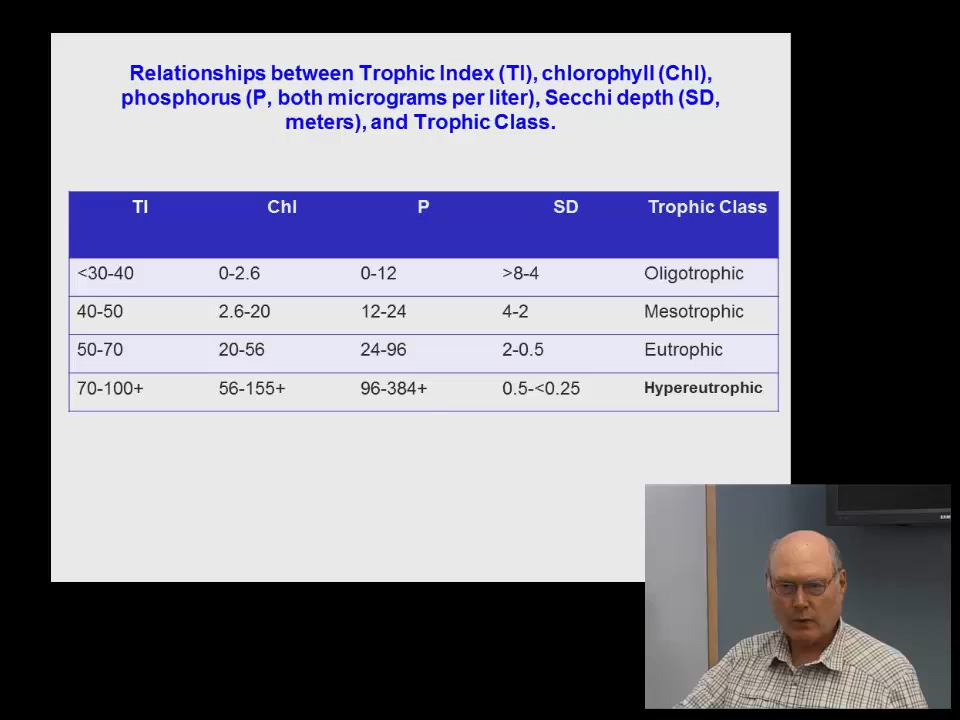 Relationships between Trophic Index (TI), chlorophyll (Chl),
phosphorus (P, both micrograms per liter), Secchi depth (SD,
meters), and Trophic Class.
TI Chl P SD Trophic Class
<30-40 0-2.6 0-12 >8-4 Oligotrophic
40-50 2.6-20 12-24 4-2 Mesotrophic
50-70 20-56 24-96 2-0.5 Eutrophic
70-100+ 56-155+ 96-384+ 0.5-<0.25 Hypereutrophic